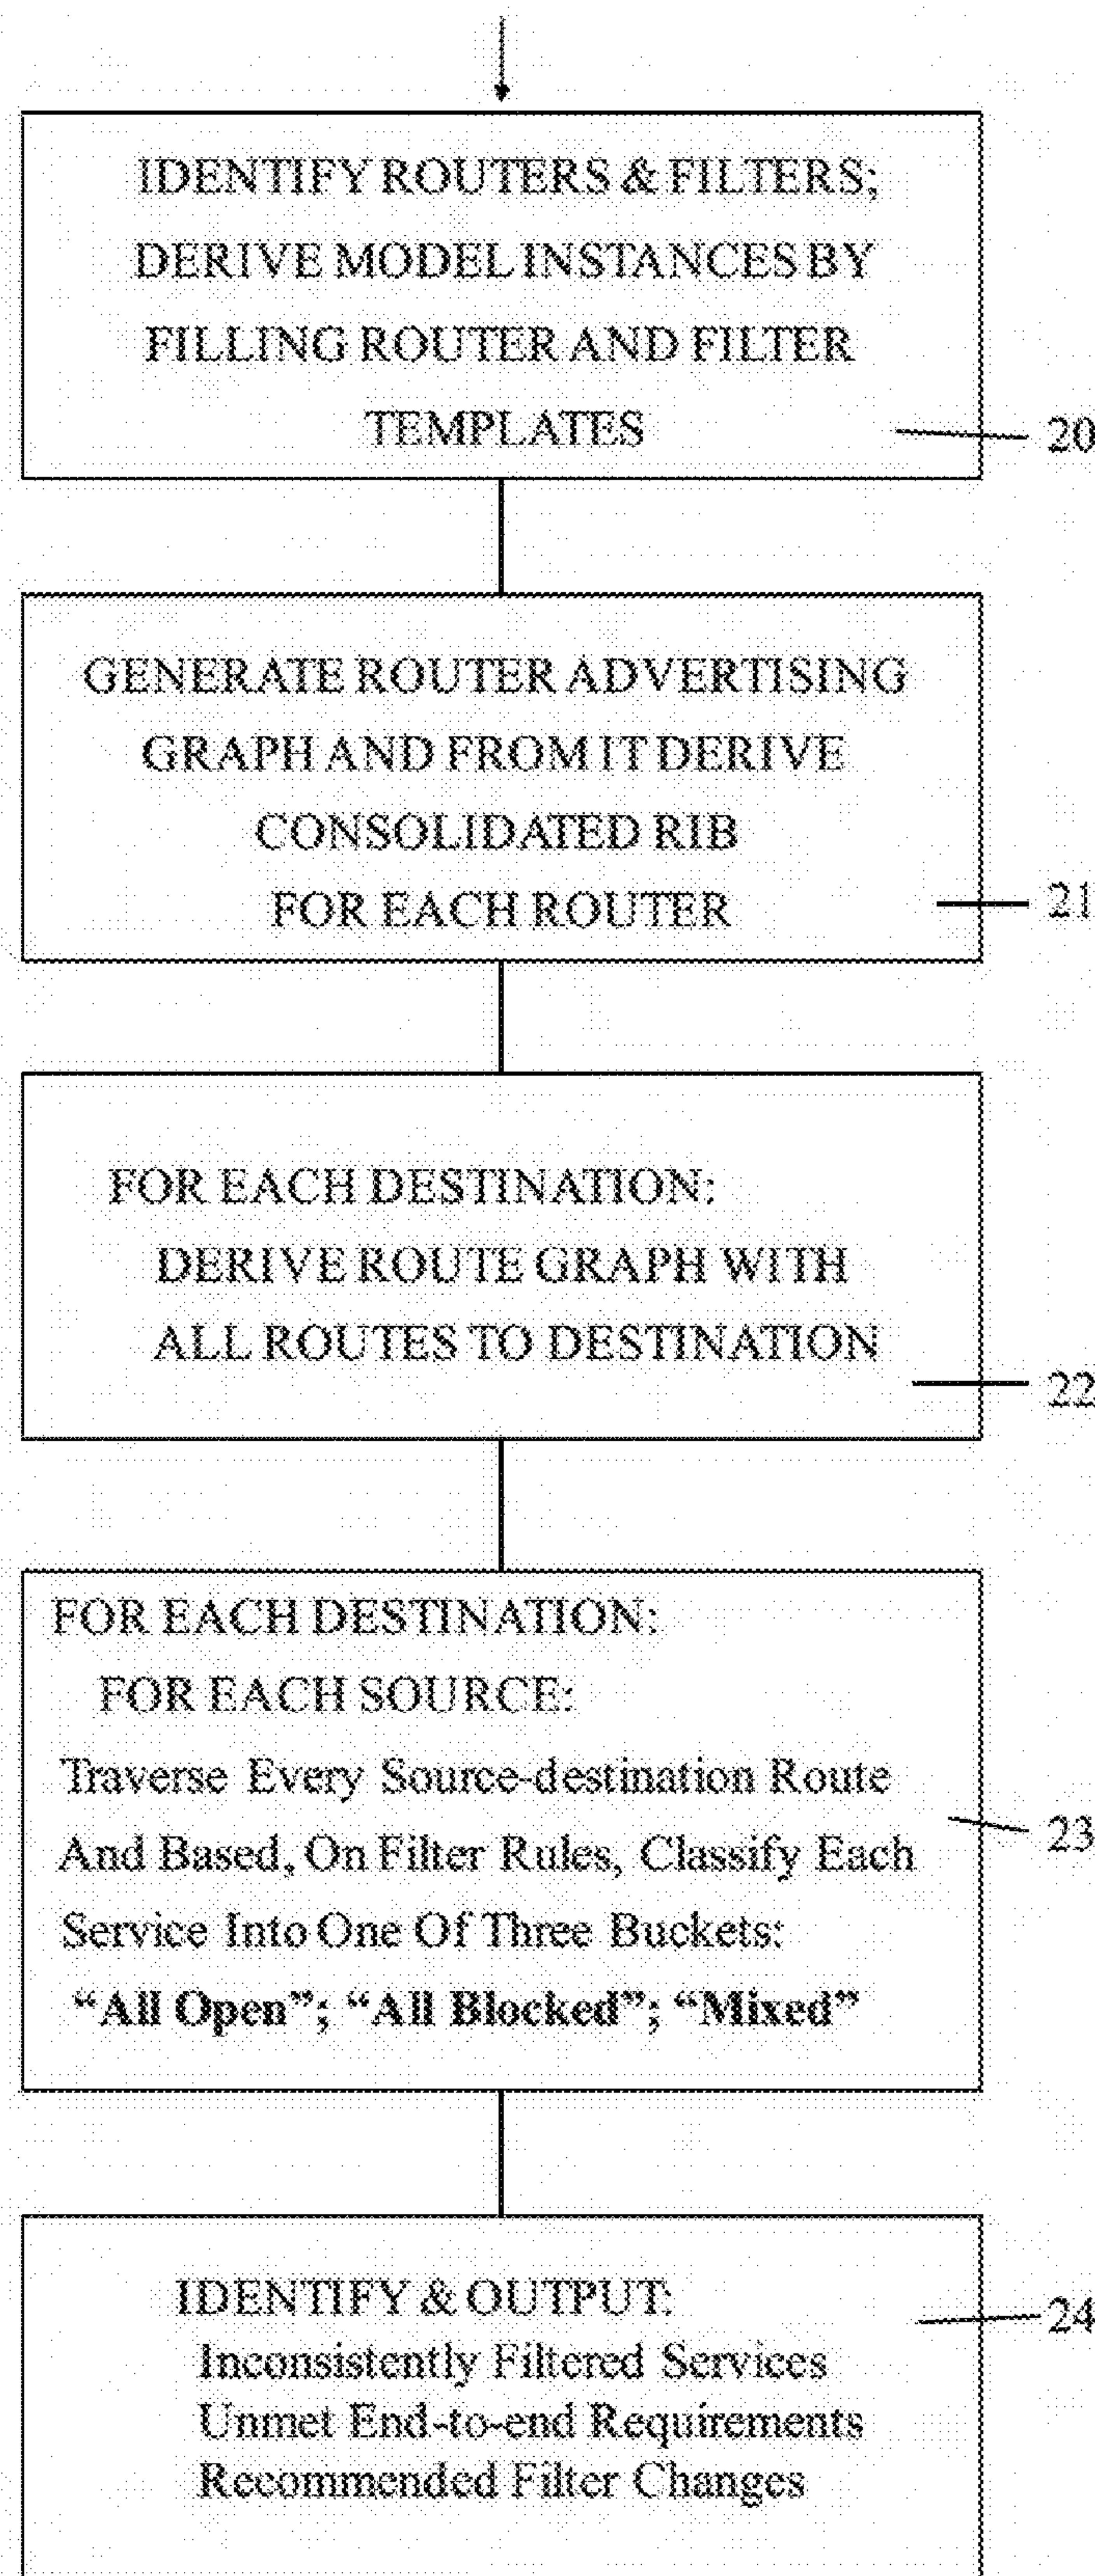 IDENTIFY ROUTERS & FILTERS;
DERIVE MODEL INSTANCES BY
FILLING ROUTER AND FILTER
TEMPLATES
20
GENERATE ROUTER ADVERTISING
GRAPH AND FROM IT DERIVE
CONSOLIDATED RIB
FOR EACH ROUTER
21
FOR EACH DESTINATION:
DERIVE ROUTE GRAPH WITH
ALL ROUTES TO DESTINATION
22
FOR EACH DESTINATION:
FOR EACH SOURCE:
Traverse Every Source-destination Route
And Based, On Filter Rules, Classify Each
Service Into One Of Three Buckets:
“All Open”; “All Blocked”; “Mixed”
23
IDENTIFY & OUTPUT:
Inconsistently Filtered Services
Unmet End-to-end Requirements
Recommended Filter Changes
24